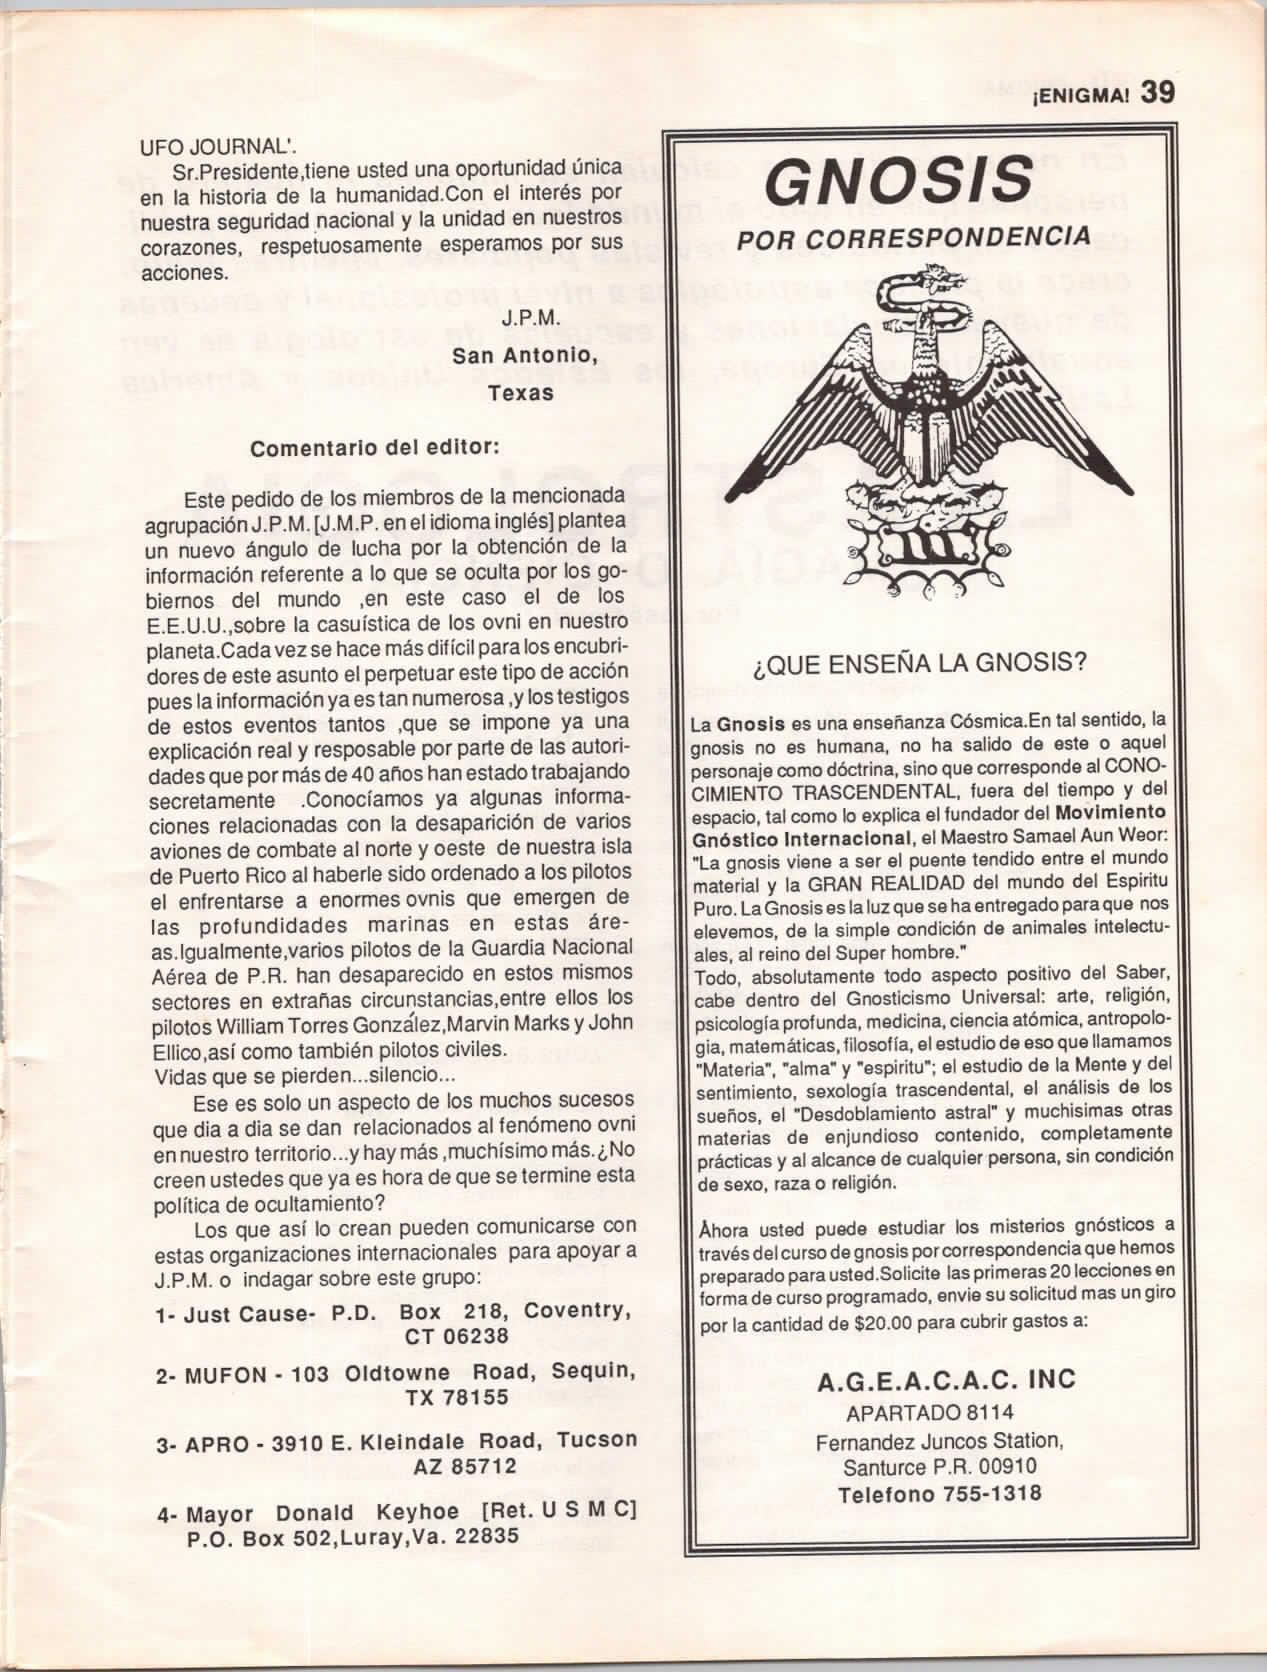 ¡ENIGMA! 39
UFO JOURNAL'.
Sr.Presidente,tiene usted una oportunidad única
en la historia de la humanidad.Con el interés por
nuestra seguridad nacional y la unidad en nuestros
corazones, respetuosamente esperamos por sus
acciones.
J.P.M.
San Antonio,
Texas
Comentario del editor:
Este pedido de los miembros de la mencionada
agrupación J.P.M. [J.M.P. en el idioma inglés] plantea
un nuevo ángulo de lucha por la obtención de la
información referente a lo que se oculta por los go-
biernos del mundo ,en este caso el de los
E.E.U.U.,sobre la casuística de los ovni en nuestro
planeta.Cada vez se hace más difícil para los encubri-
dores de este asunto el perpetuar este tipo de acción
pues la información ya es tan numerosa ,y los testigos
de estos eventos tantos ,que se impone ya una
explicación real y resposable por parte de las autori-
dades que por más de 40 años han estado trabajando
secretamente .Conocíamos ya algunas informa-
ciones relacionadas con la desaparición de varios
aviones de combate al norte y oeste de nuestra isla
de Puerto Rico al haberle sido ordenado a los pilotos
el enfrentarse a enormes ovnis que emergen de
las profundidades marinas en estas áre-
as.Igualmente,varios pilotos de la Guardia Nacional
Aérea de P.R. han desaparecido en estos mismos
sectores en extrañas circunstancias,entre ellos los
pilotos William Torres González,Marvin Marks y John
Ellico,así como también pilotos civiles.
Vidas que se pierden...silencio...
Ese es solo un aspecto de los muchos sucesos
que dia a dia se dan relacionados al fenómeno ovni
en nuestro territorio...y hay más ,muchísimo más.¿No
creen ustedes que ya es hora de que se termine esta
política de ocultamiento?
Los que así lo crean pueden comunicarse con
estas organizaciones internacionales para apoyar a
J.P.M. o indagar sobre este grupo:
1- Just Cause- P.D. Box 218, Coventry,
CT 06238
2- MUFON - 103 Oldtowne Road, Sequin,
TX 78155
3- APRO - 3910 E. Kleindale Road, Tucson
AZ 85712
4- Mayor Donald Keyhoe [Ret. U S M C]
P.O. Box 502,Luray,Va. 22835
GNOSIS
POR CORRESPONDENCIA
¿QUE ENSEÑA LA GNOSIS?
La Gnosis es una enseñanza Cósmica.En tal sentido, la
gnosis no es humana, no ha salido de este o aquel
personaje como dóctrina, sino que corresponde al CONO-
CIMIENTO TRASCENDENTAL, fuera del tiempo y del
espacio, tal como lo explica el fundador del Movimiento
Gnóstico Internacional, el Maestro Samael Aun Weor:
"La gnosis viene a ser el puente tendido entre el mundo
material y la GRAN REALIDAD del mundo del Espiritu
Puro. La Gnosis es la luz que se ha entregado para que nos
elevemos, de la simple condición de animales intelectu-
ales, al reino del Super hombre."
Todo, absolutamente todo aspecto positivo del Saber,
cabe dentro del Gnosticismo Universal: arte, religión,
psicología profunda, medicina, ciencia atómica, antropolo-
gia, matemáticas, filosofía, el estudio de eso que llamamos
"Materia", "alma" y "espiritu"; el estudio de la Mente y del
sentimiento, sexología trascendental, el análisis de los
sueños, el "Desdoblamiento astral" y muchisimas otras
materias de enjundioso contenido, completamente
prácticas y al alcance de cualquier persona, sin condición
de sexo, raza o religión.
Ahora usted puede estudiar los misterios gnósticos a
través del curso de gnosis por correspondencia que hemos
preparado para usted.Solicite las primeras 20 lecciones en
forma de curso programado, envie su solicitud mas un giro
por la cantidad de $20.00 para cubrir gastos a:
A.G.E.A.C.A.C. INC
APARTADO 8114
Fernandez Juncos Station,
Santurce P.R. 00910
Telefono 755-1318